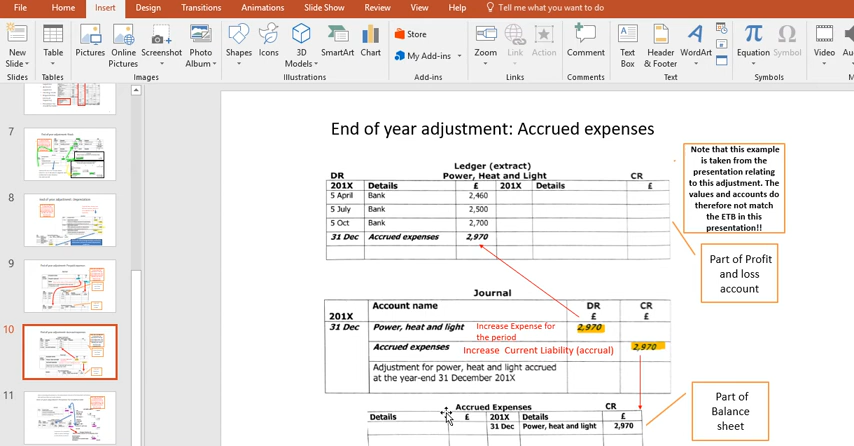 File Home Insert Design Transitions Animations Slide Show Review View Help Tell me what you want to do
New Slide
Table
Pictures
Online Pictures
Screenshot
Photo Album
Shapes
Icons
3D Models
SmartArt
Chart
Store
My Add-ins
Zoom
Link
Action
Comment
Text Box
Header & Footer
WordArt
Equation
Symbol
Video
Slides Tables Images Illustrations Add-ins Links Comments Text Symbols
7
8
9
10
11
End of year adjustment: Accrued expenses
Note that this example
is taken from the
presentation relating
to this adjustment. The
values and accounts do
therefore not match
the ETB in this
presentation!!
Ledger (extract)
DR Power, Heat and Light CR
201X Details £ 201X Details £
5 April Bank 2,460
5 July Bank 2,500
5 Oct Bank 2,700
31 Dec Accrued expenses 2,970
Part of Profit
and loss
account
Journal
Account name DR CR
201X £ £
31 Dec Power, heat and light Increase Expense for the period 2,970
Accrued expenses Increase Current Liability (accrual) 2,970
Adjustment for power, heat and light accrued
at the year-end 31 December 201X
Part of
Balance
sheet
Accrued Expenses CR
Details £ 201X Details £
31 Dec Power, heat and light 2,970